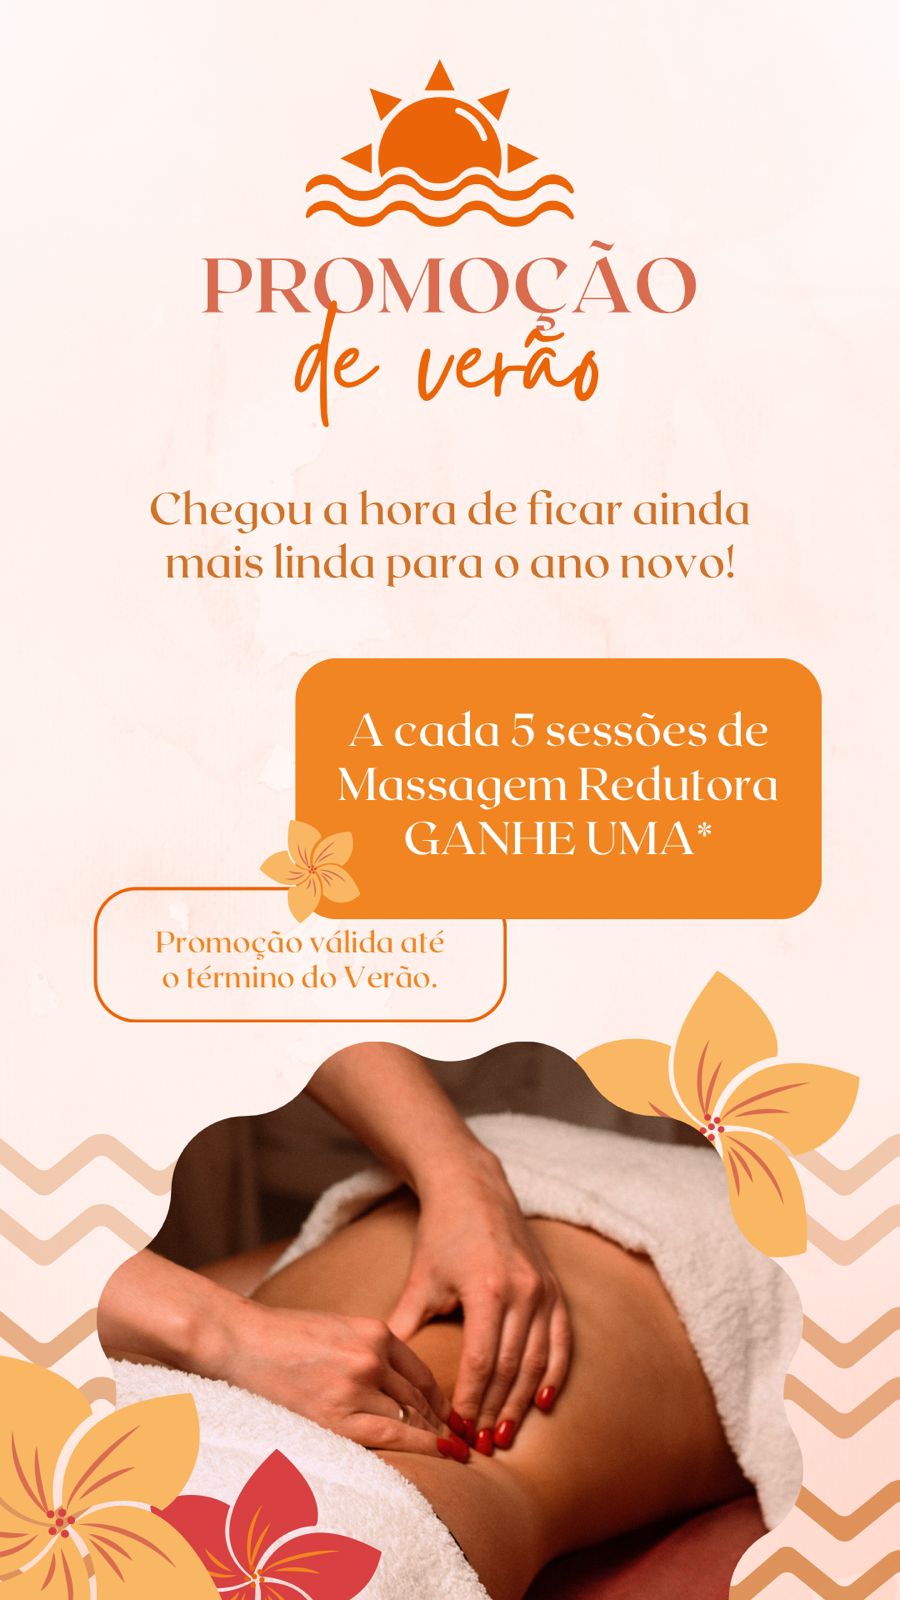 PROMOÇÃO
de verão
Chegou a hora de ficar ainda
mais linda para o ano novo!
A cada 5 sessões de
Massagem Redutora
GANHE UMA*
Promoção válida até
o término do Verão.